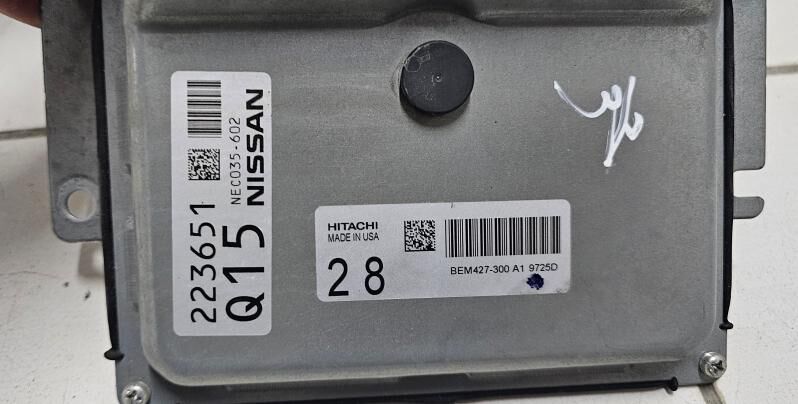 223651
Q15
NEC035-602
NISSAN
HITACHI
MADE IN USA
28
BEM427-300 A1 9725D